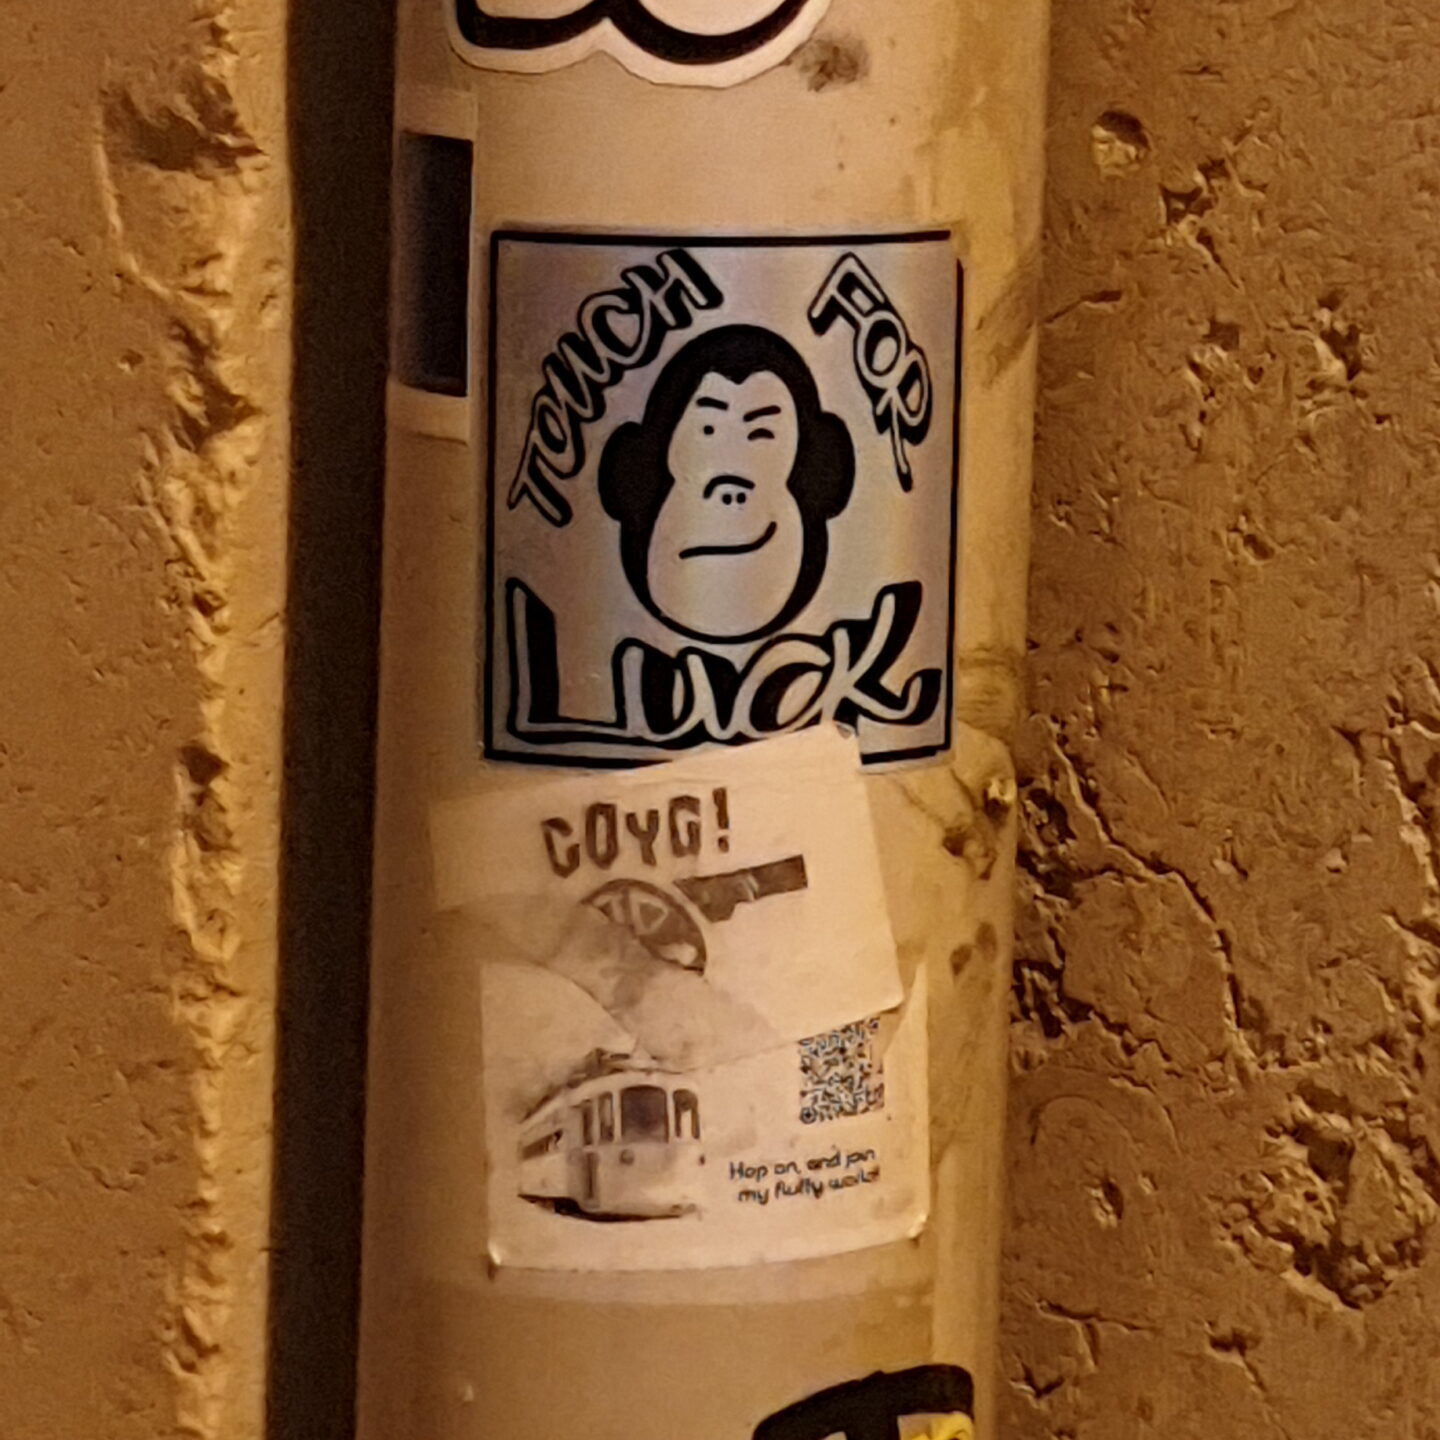 TOUCH FOR
LUCK
COYG!
Hop on, and join
my fluffy world!